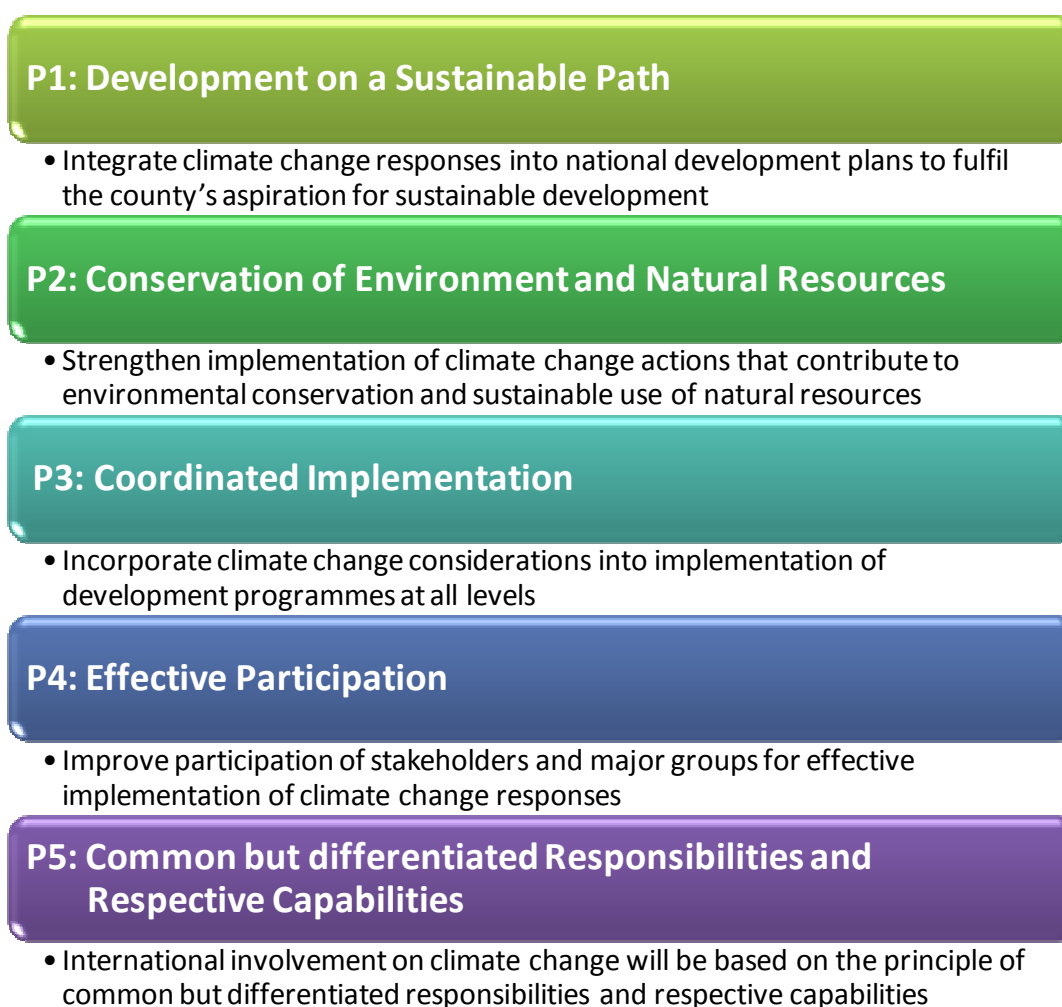 P1: Development on a Sustainable Path
• Integrate climate change responses into national development plans to fulfil
the county's aspiration for sustainable development
P2: Conservation of Environment and Natural Resources
• Strengthen implementation of climate change actions that contribute to
environmental conservation and sustainable use of natural resources
P3: Coordinated Implementation
• Incorporate climate change considerations into implementation of
development programmes at all levels
P4: Effective Participation
• Improve participation of stakeholders and major groups for effective
implementation of climate change responses
P5: Common but differentiated Responsibilities and
Respective Capabilities
• International involvement on climate change will be based on the principle of
common but differentiated responsibilities and respective capabilities